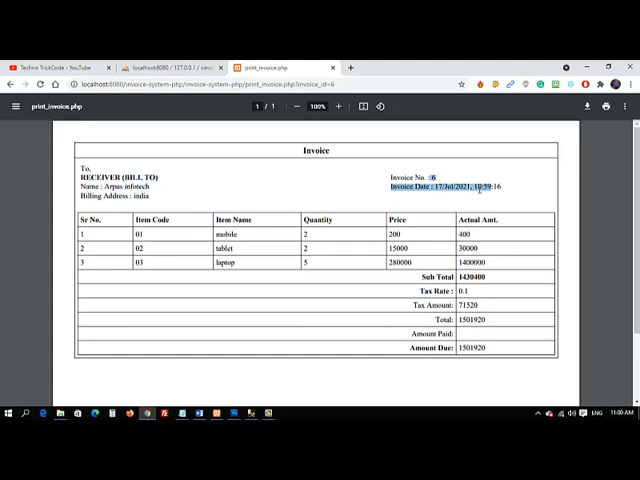 Techno TrickCode - YouTube
localhost:8080 / 127.0.0.1 / sim
print_invoice.php
localhost:8080/invoice-system-php/invoice-system-php/print_invoice.php?invoice_id=6
print_invoice.php
1 / 1
100%
Invoice
To,
RECEIVER (BILL TO)
Name : Arpus infotech
Billing Address : india
Invoice No. : 6
Invoice Date : 17/Jul/2021, 10:59:16
Sr No. Item Code Item Name Quantity Price Actual Amt.
1 01 mobile 2 200 400
2 02 tablet 2 15000 30000
3 03 laptop 5 280000 1400000
Sub Total 1430400
Tax Rate : 0.1
Tax Amount: 71520
Total: 1501920
Amount Paid:
Amount Due: 1501920
ENG
11:00 AM